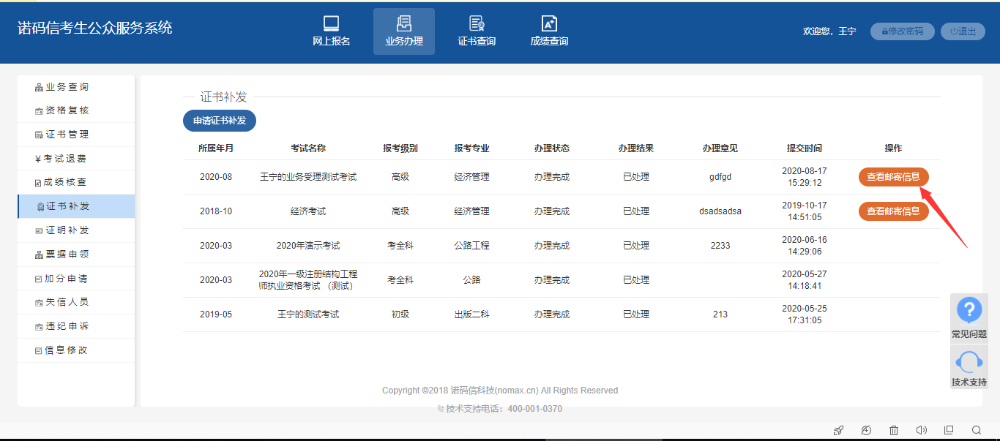 诺码信考生公众服务系统
网上报名
业务办理
证书查询
成绩查询
欢迎您，王宁
修改密码
退出
业务查询
资格复核
证书管理
考试退费
成绩核查
证书补发
证明补发
票据申领
加分申请
失信人员
违纪申诉
信息修改
证书补发
申请证书补发
所属年月 考试名称 报考级别 报考专业 办理状态 办理结果 办理意见 提交时间 操作
2020-08 王宁的业务受理测试考试 高级 经济管理 办理完成 已处理 gdfgd 2020-08-17
15:29:12
查看邮寄信息
2018-10 经济考试 高级 经济管理 办理完成 已处理 dsadsadsa 2019-10-17
14:51:05
查看邮寄信息
2020-03 2020年演示考试 考全科 公路工程 办理完成 已处理 2233 2020-06-16
14:29:06
2020-03 2020年一级注册结构工程
师执业资格考试 （测试） 考全科 公路 办理完成 已处理 2020-05-27
14:18:41
2019-05 王宁的测试考试 初级 出版二科 办理完成 已处理 213 2020-05-25
17:31:05
常见问题
技术支持
Copyright ©2018 诺码信科技(nomax.cn) All Rights Reserved
技术支持电话：400-001-0370